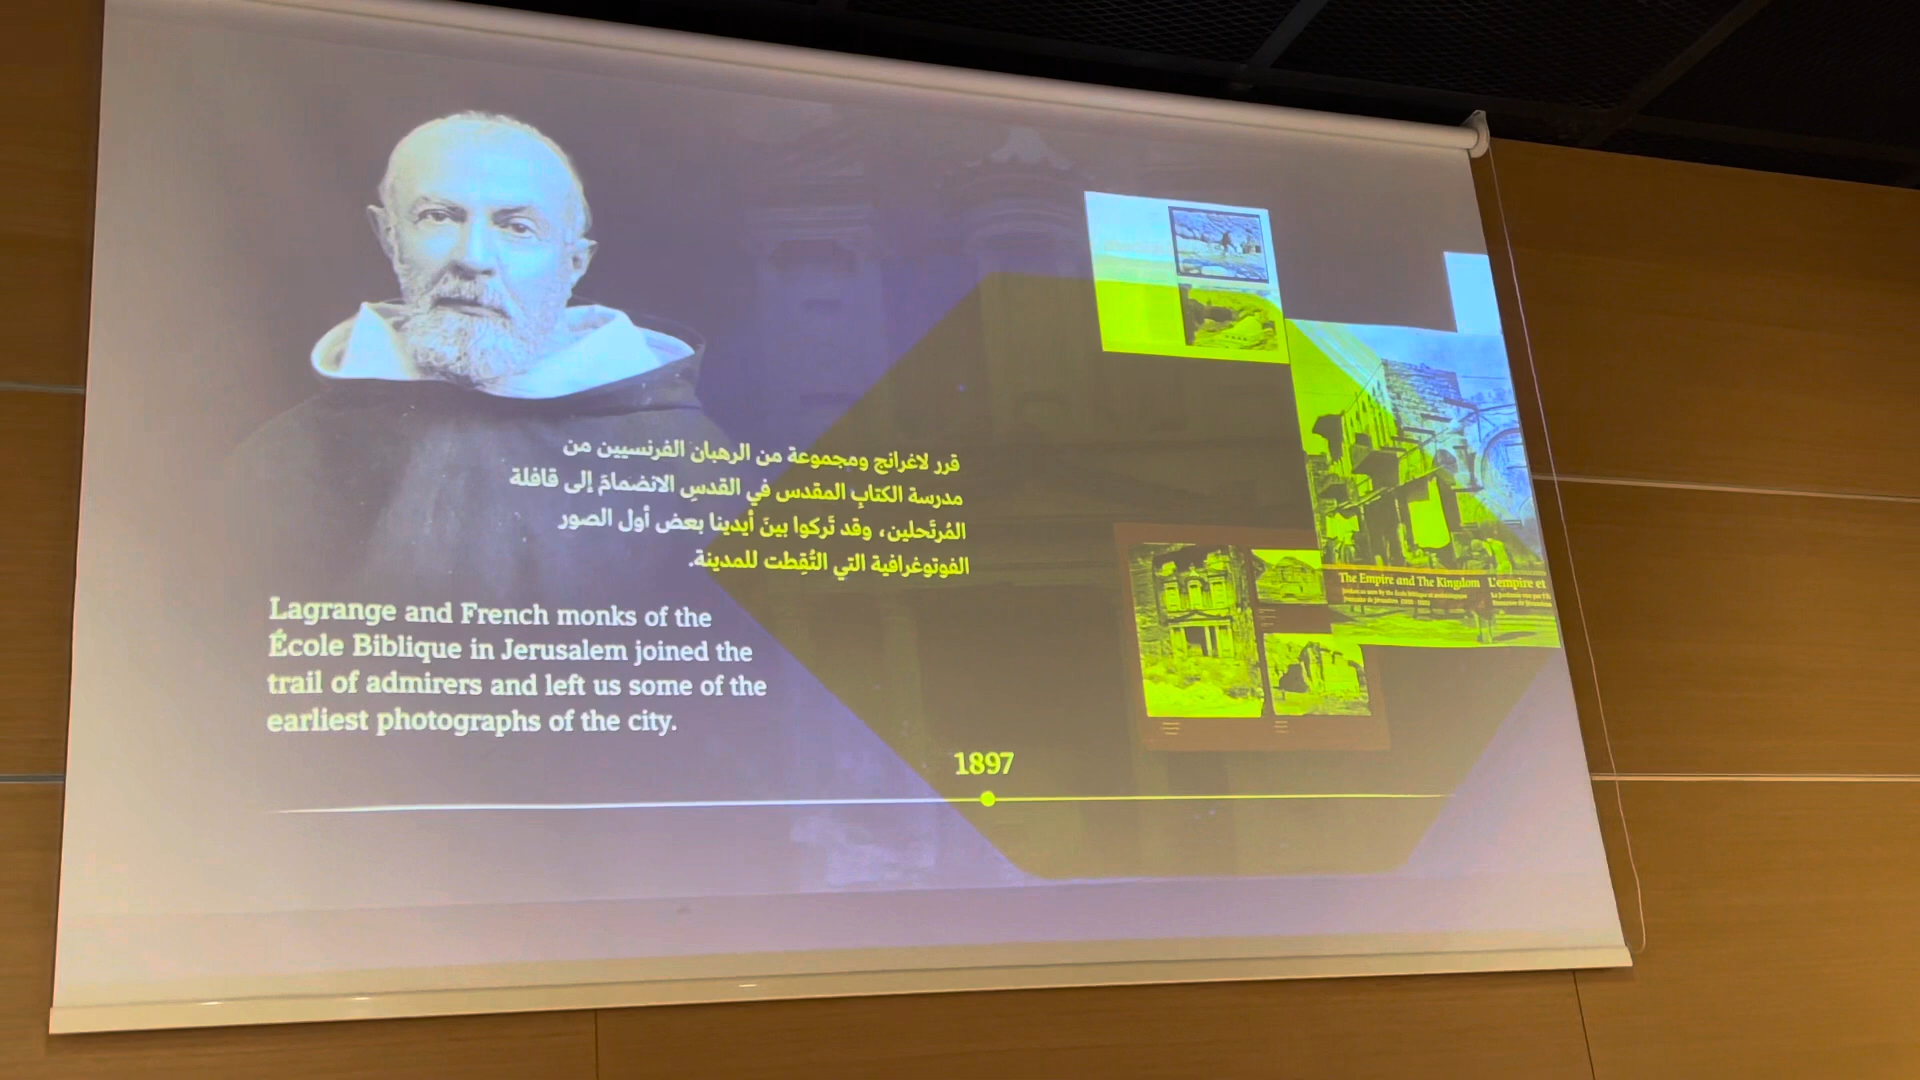 قرر لاغرانج ومجموعة من الرهبان الفرنسيين من
مدرسة الكتابِ المقدس في القدسِ الانضمامَ إلى قافلة
المُرتَحلين، وقد تَركوا بينَ أيدينا بعض أول الصور
الفوتوغرافية التي التُقِطت للمدينة.
Lagrange and French monks of the
École Biblique in Jerusalem joined the
trail of admirers and left us some of the
earliest photographs of the city.
1897
The Empire and The Kingdom
L'empire et